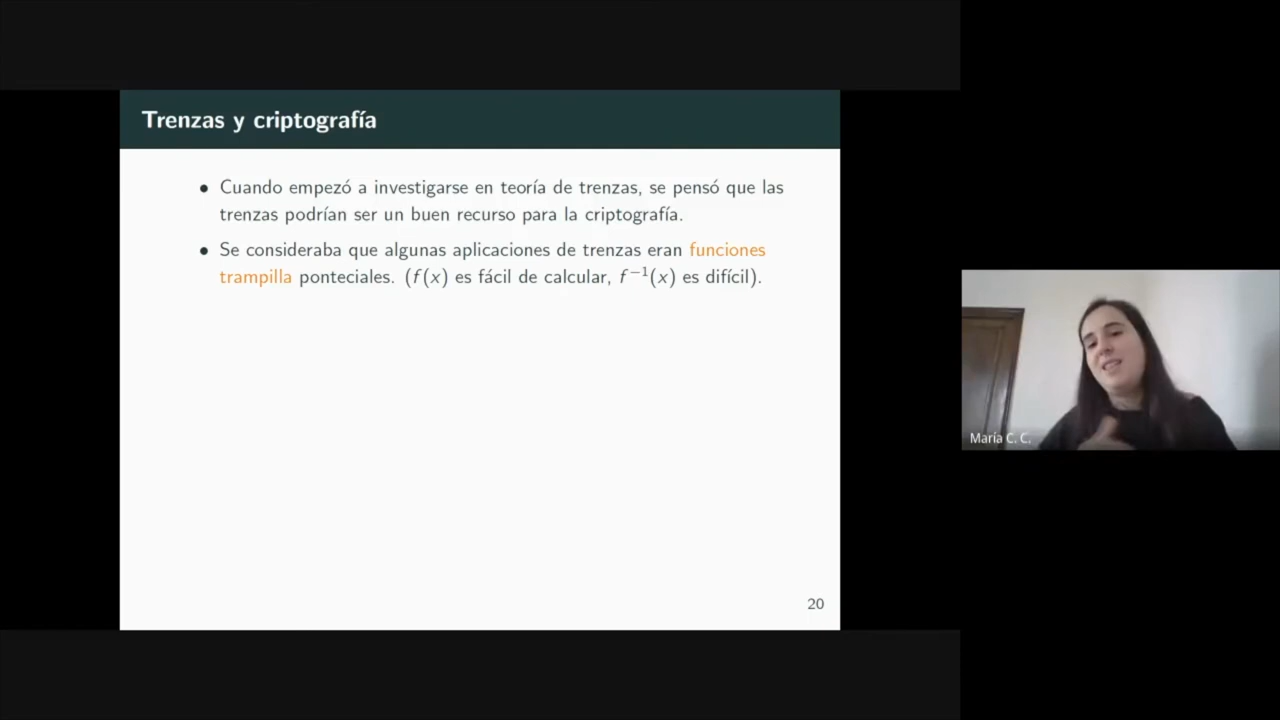 Trenzas y criptografía
• Cuando empezó a investigarse en teoría de trenzas, se pensó que las
trenzas podrían ser un buen recurso para la criptografía.
• Se consideraba que algunas aplicaciones de trenzas eran funciones
trampilla ponteciales. (f(x) es fácil de calcular, f⁻¹(x) es difícil).
20
María C. C.